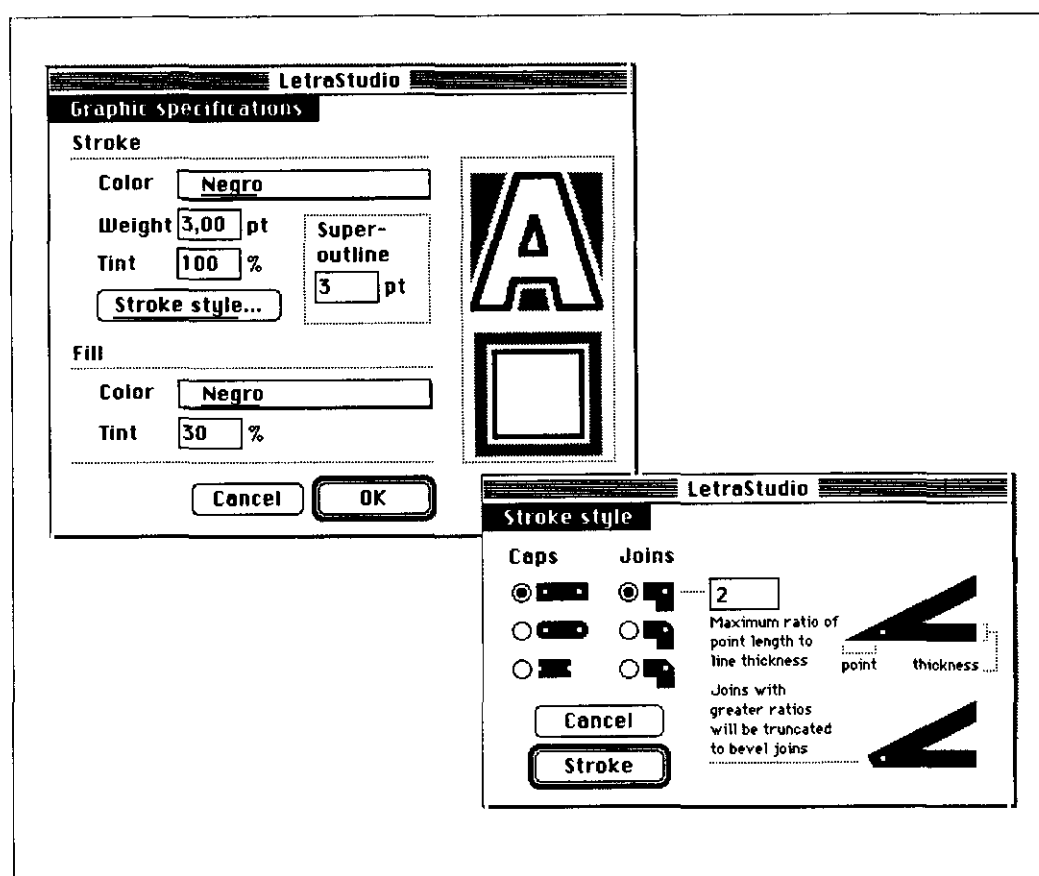 LetraStudio
Graphic specifications
Stroke
Color Negro
Weight 3,00 pt
Tint 100 %
Super-
outline
3 pt
Stroke style...
Fill
Color Negro
Tint 30 %
Cancel OK
A
LetraStudio
Stroke style
Caps Joins
2
Maximum ratio of
point length to
line thickness
point thickness
Joins with
greater ratios
will be truncated
to bevel joins
Cancel
Stroke